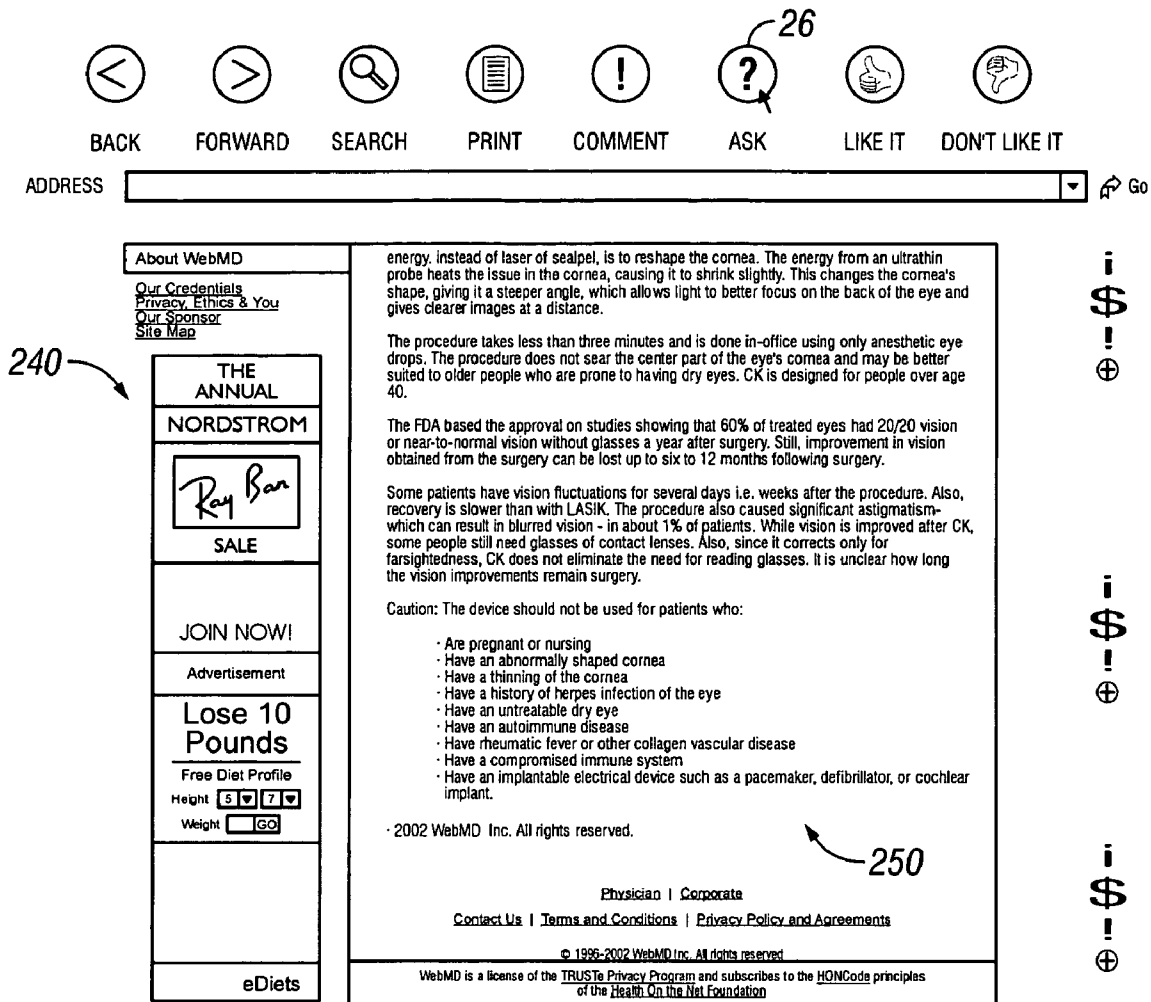 26
BACK FORWARD SEARCH PRINT COMMENT ASK LIKE IT DON'T LIKE IT
ADDRESS Go
About WebMD
Our Credentials
Privacy, Ethics & You
Our Sponsor
Site Map
240
THE
ANNUAL
NORDSTROM
Ray Ban
SALE
JOIN NOW!
Advertisement
Lose 10
Pounds
Free Diet Profile
Height 5 7
Weight GO
eDiets
energy. instead of laser of sealpel, is to reshape the cornea. The energy from an ultrathin
probe heats the issue in the cornea, causing it to shrink slightly. This changes the cornea's
shape, giving it a steeper angle, which allows light to better focus on the back of the eye and
gives clearer images at a distance.
The procedure takes less than three minutes and is done in-office using only anesthetic eye
drops. The procedure does not sear the center part of the eye's cornea and may be better
suited to older people who are prone to having dry eyes. CK is designed for people over age
40.
The FDA based the approval on studies showing that 60% of treated eyes had 20/20 vision
or near-to-normal vision without glasses a year after surgery. Still, improvement in vision
obtained from the surgery can be lost up to six to 12 months following surgery.
Some patients have vision fluctuations for several days i.e. weeks after the procedure. Also,
recovery is slower than with LASIK. The procedure also caused significant astigmatism-
which can result in blurred vision - in about 1% of patients. While vision is improved after CK,
some people still need glasses of contact lenses. Also, since it corrects only for
farsightedness, CK does not eliminate the need for reading glasses. It is unclear how long
the vision improvements remain surgery.
Caution: The device should not be used for patients who:
· Are pregnant or nursing
· Have an abnormally shaped cornea
· Have a thinning of the cornea
· Have a history of herpes infection of the eye
· Have an untreatable dry eye
· Have an autoimmune disease
· Have rheumatic fever or other collagen vascular disease
· Have a compromised immune system
· Have an implantable electrical device such as a pacemaker, defibrillator, or cochlear
implant.
· 2002 WebMD Inc. All rights reserved.
250
Physician | Corporate
Contact Us | Terms and Conditions | Privacy Policy and Agreements
© 1996-2002 WebMD Inc. All rights reserved
WebMD is a license of the TRUSTe Privacy Program and subscribes to the HONCode principles
of the Health On the Net Foundation
i
$
!
⊕
i
$
!
⊕
i
$
!
⊕